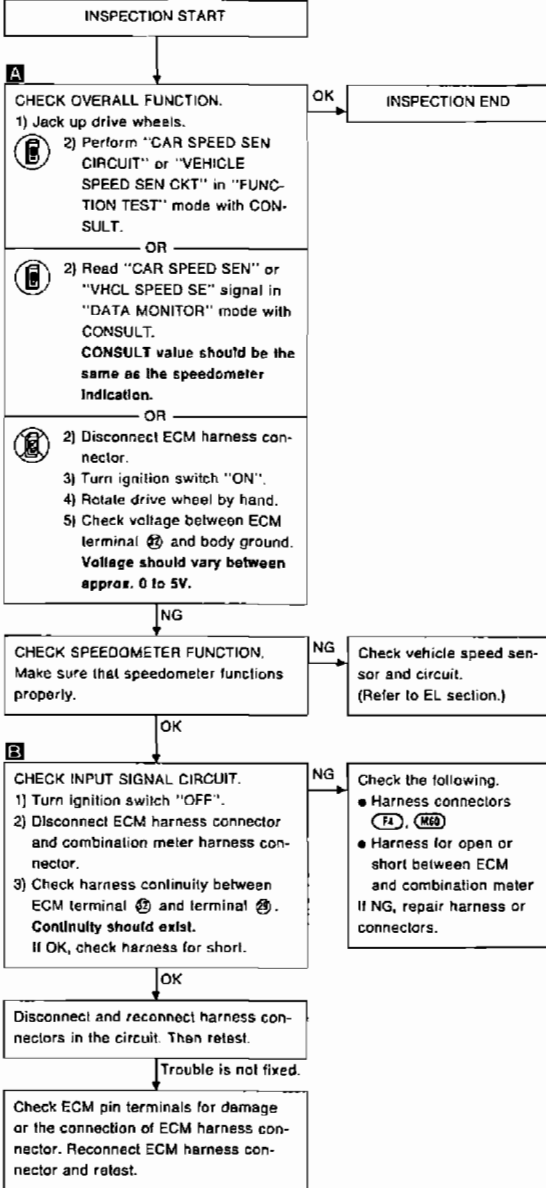 INSPECTION START
A
CHECK OVERALL FUNCTION.
1) Jack up drive wheels.
2) Perform "CAR SPEED SEN
CIRCUIT" or "VEHICLE
SPEED SEN CKT" in "FUNC-
TION TEST" mode with CON-
SULT.
OR
2) Read "CAR SPEED SEN" or
"VHCL SPEED SE" signal in
"DATA MONITOR" mode with
CONSULT.
CONSULT value should be the
same as the speedometer
indication.
OR
2) Disconnect ECM harness con-
nector.
3) Turn ignition switch "ON".
4) Rotate drive wheel by hand.
5) Check voltage between ECM
terminal and body ground.
Voltage should vary between
approx. 0 to 5V.
OK
INSPECTION END
NG
CHECK SPEEDOMETER FUNCTION.
Make sure that speedometer functions
properly.
NG
Check vehicle speed sen-
sor and circuit.
(Refer to EL section.)
OK
B
CHECK INPUT SIGNAL CIRCUIT.
1) Turn ignition switch "OFF".
2) Disconnect ECM harness connector
and combination meter harness con-
nector.
3) Check harness continuity between
ECM terminal and terminal .
Continuity should exist.
If OK, check harness for short.
NG
Check the following.
• Harness connectors
, 
• Harness for open or
short between ECM
and combination meter
If NG, repair harness or
connectors.
OK
Disconnect and reconnect harness con-
nectors in the circuit. Then retest.
Trouble is not fixed.
Check ECM pin terminals for damage
or the connection of ECM harness con-
nector. Reconnect ECM harness con-
nector and retest.